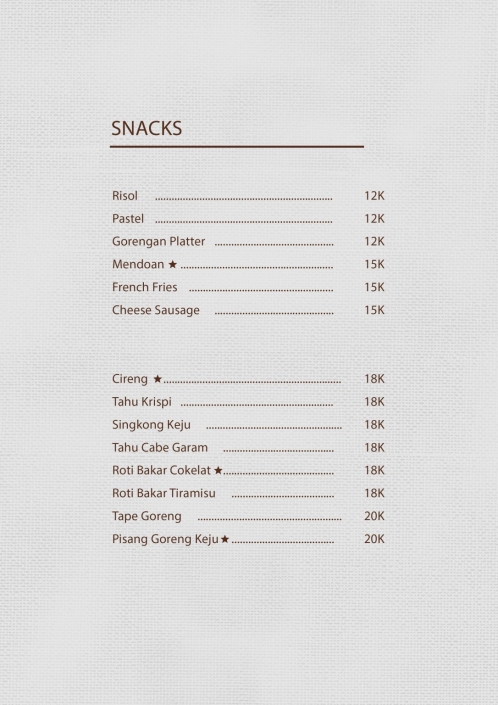 SNACKS
Risol ............................................................ 12K
Pastel ............................................................ 12K
Gorengan Platter ........................................ 12K
Mendoan ★ .................................................... 15K
French Fries ................................................ 15K
Cheese Sausage ........................................ 15K
Cireng ★ ............................................................ 18K
Tahu Krispi .................................................... 18K
Singkong Keju ............................................ 18K
Tahu Cabe Garam .................................... 18K
Roti Bakar Cokelat ★ .................................... 18K
Roti Bakar Tiramisu ................................ 18K
Tape Goreng ................................................ 20K
Pisang Goreng Keju ★ ................................ 20K